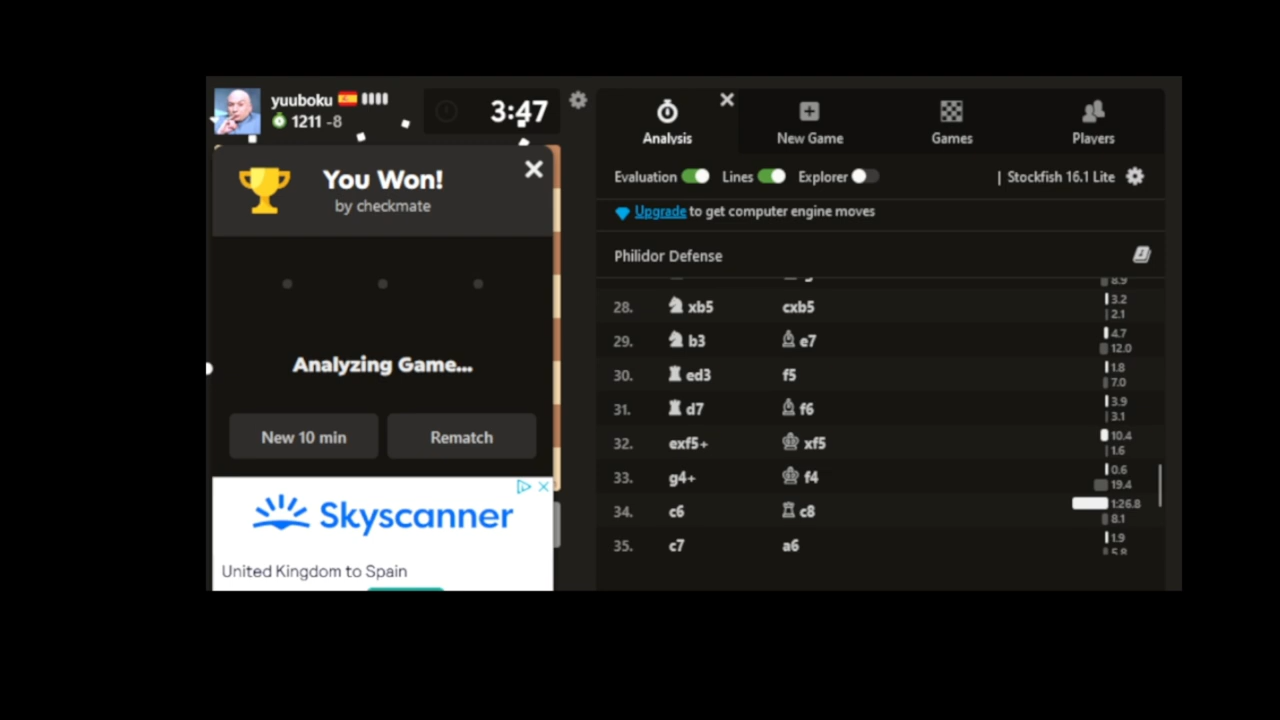 yuuboku
1211 -8
3:47
You Won!
by checkmate
Analyzing Game...
New 10 min
Rematch
Skyscanner
United Kingdom to Spain
Analysis
New Game
Games
Players
Evaluation
Lines
Explorer
| Stockfish 16.1 Lite
Upgrade to get computer engine moves
Philidor Defense
8.9
28. xb5 cxb5 3.2
2.1
29. b3 e7 4.7
12.0
30. ed3 f5 1.8
7.0
31. d7 f6 3.9
3.1
32. exf5+ xf5 10.4
1.6
33. g4+ f4 0.6
19.4
34. c6 c8 1:26.8
8.1
35. c7 a6 1.9
5.8